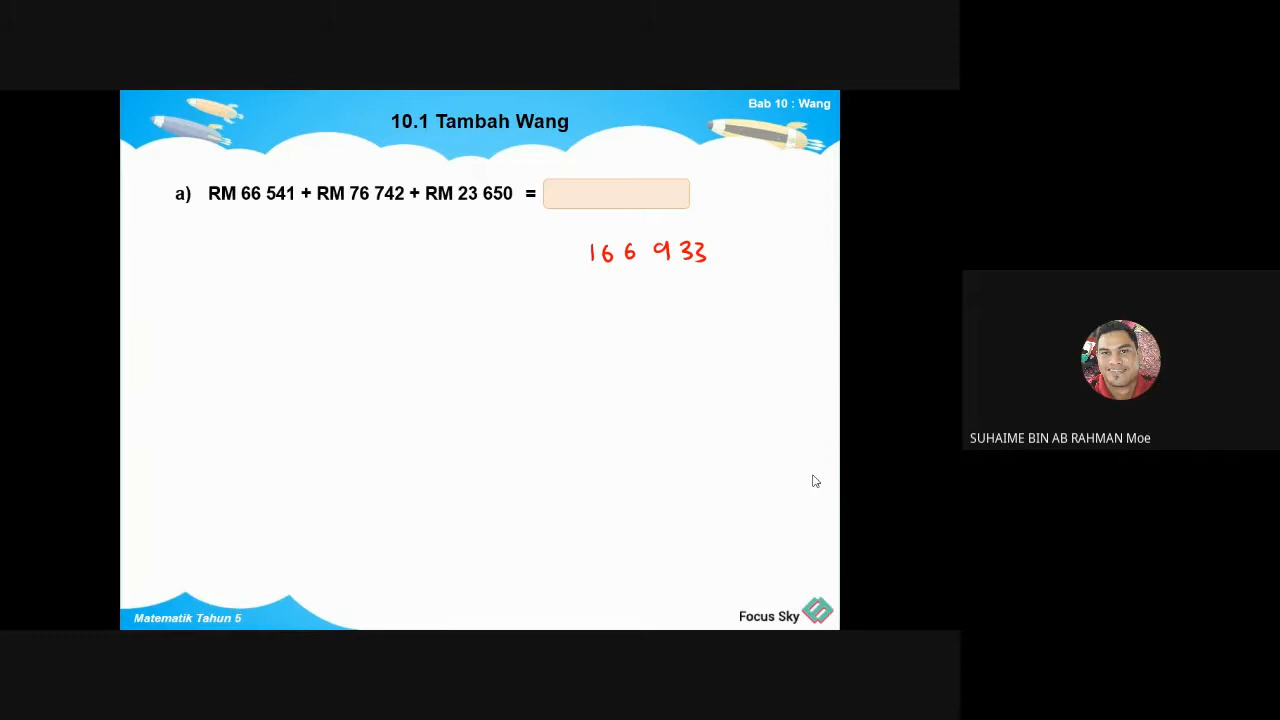 Bab 10 : Wang
10.1 Tambah Wang
a) RM 66 541 + RM 76 742 + RM 23 650 =
166 933
SUHAIME BIN AB RAHMAN Moe
Matematik Tahun 5
Focus Sky